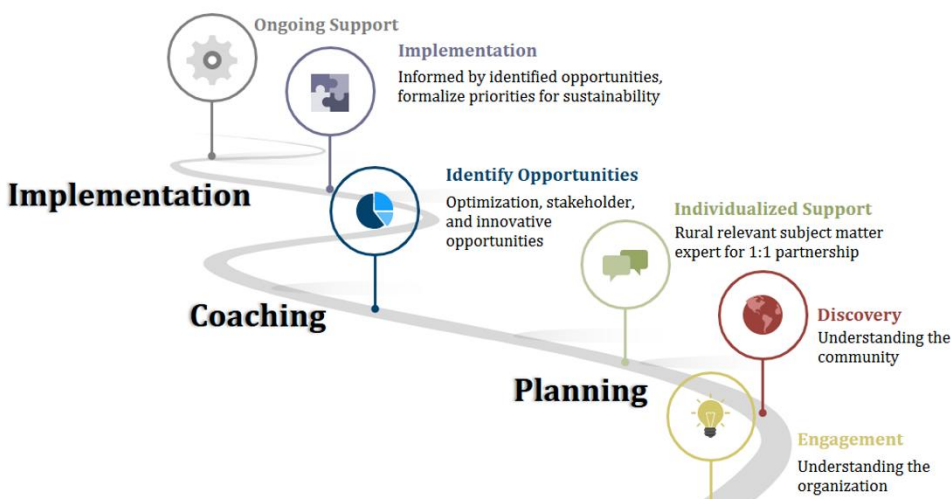 Ongoing Support
Implementation
Informed by identified opportunities,
formalize priorities for sustainability
Implementation
Identify Opportunities
Optimization, stakeholder,
and innovative
opportunities
Individualized Support
Rural relevant subject matter
expert for 1:1 partnership
Coaching
Discovery
Understanding the
community
Planning
Engagement
Understanding the
organization